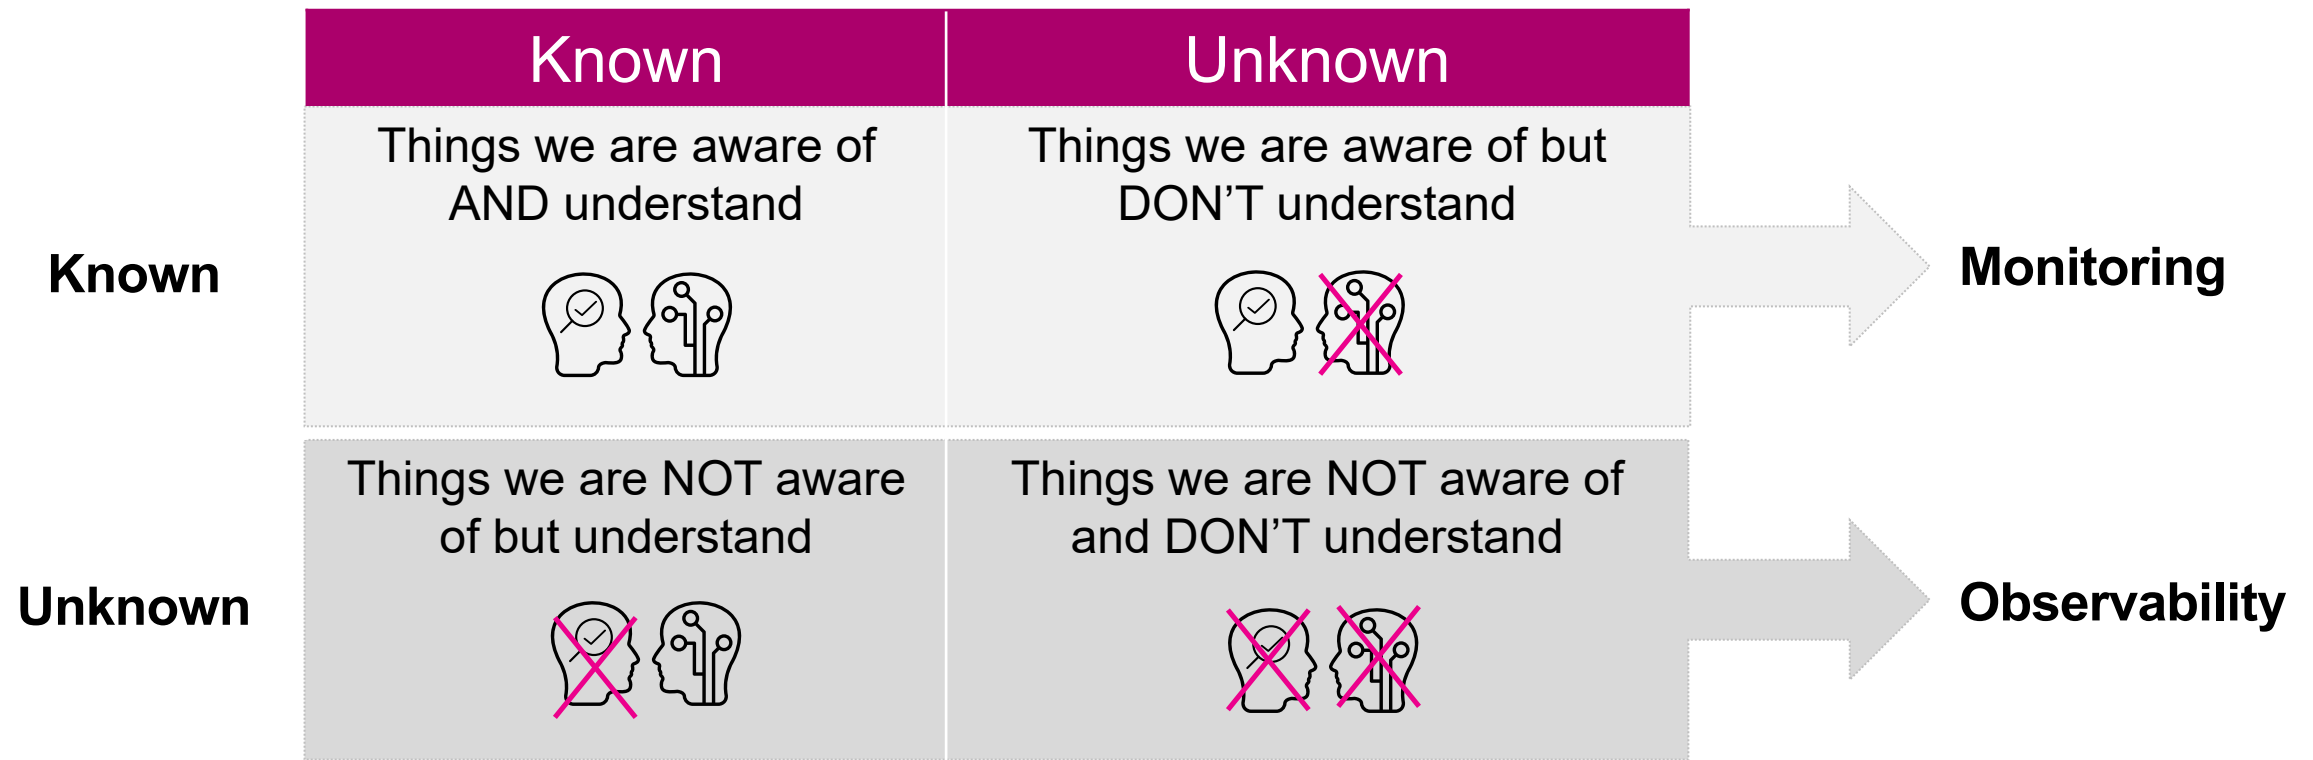 Known
Unknown
Things we are aware of
AND understand
Things we are aware of but
DON’T understand
Known
Monitoring
Things we are NOT aware
of but understand
Things we are NOT aware of
and DON’T understand
Unknown
Observability